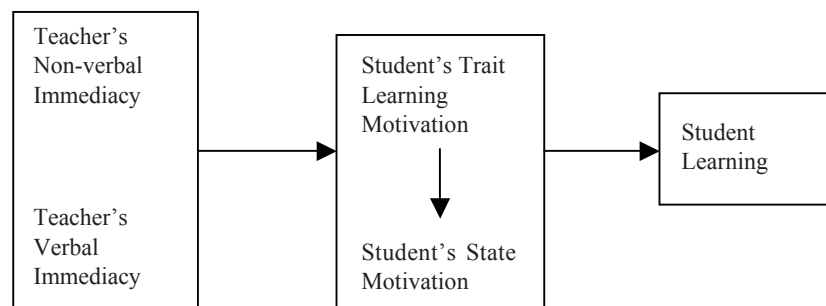 Teacher's
Non-verbal
Immediacy
Teacher's
Verbal
Immediacy
Student's Trait
Learning
Motivation
Student's State
Motivation
Student
Learning